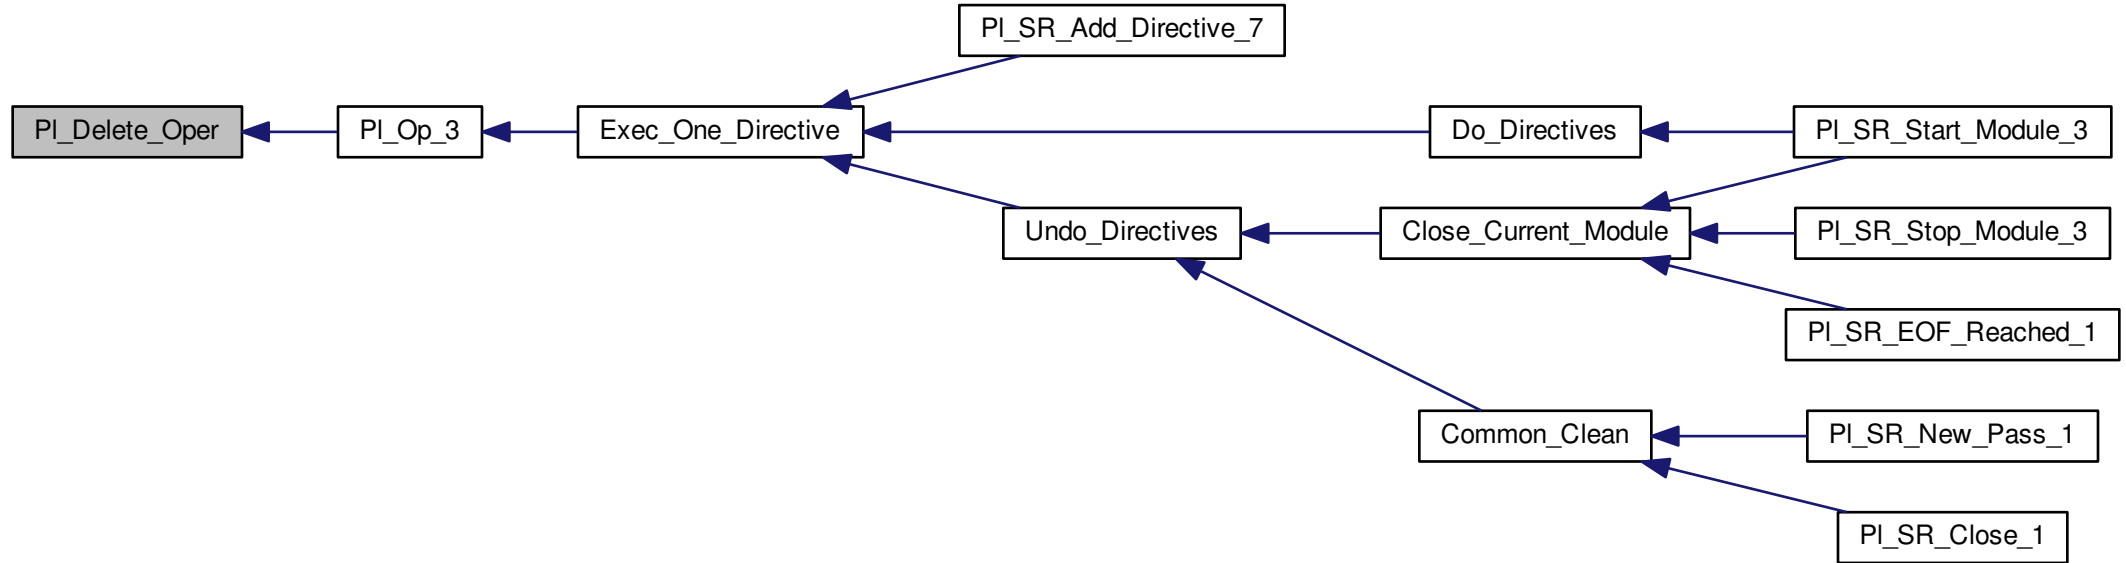 Pl_SR_Add_Directive_7
Pl_Delete_Oper
Pl_Op_3
Exec_One_Directive
Do_Directives
Pl_SR_Start_Module_3
Undo_Directives
Close_Current_Module
Pl_SR_Stop_Module_3
Pl_SR_EOF_Reached_1
Common_Clean
Pl_SR_New_Pass_1
Pl_SR_Close_1